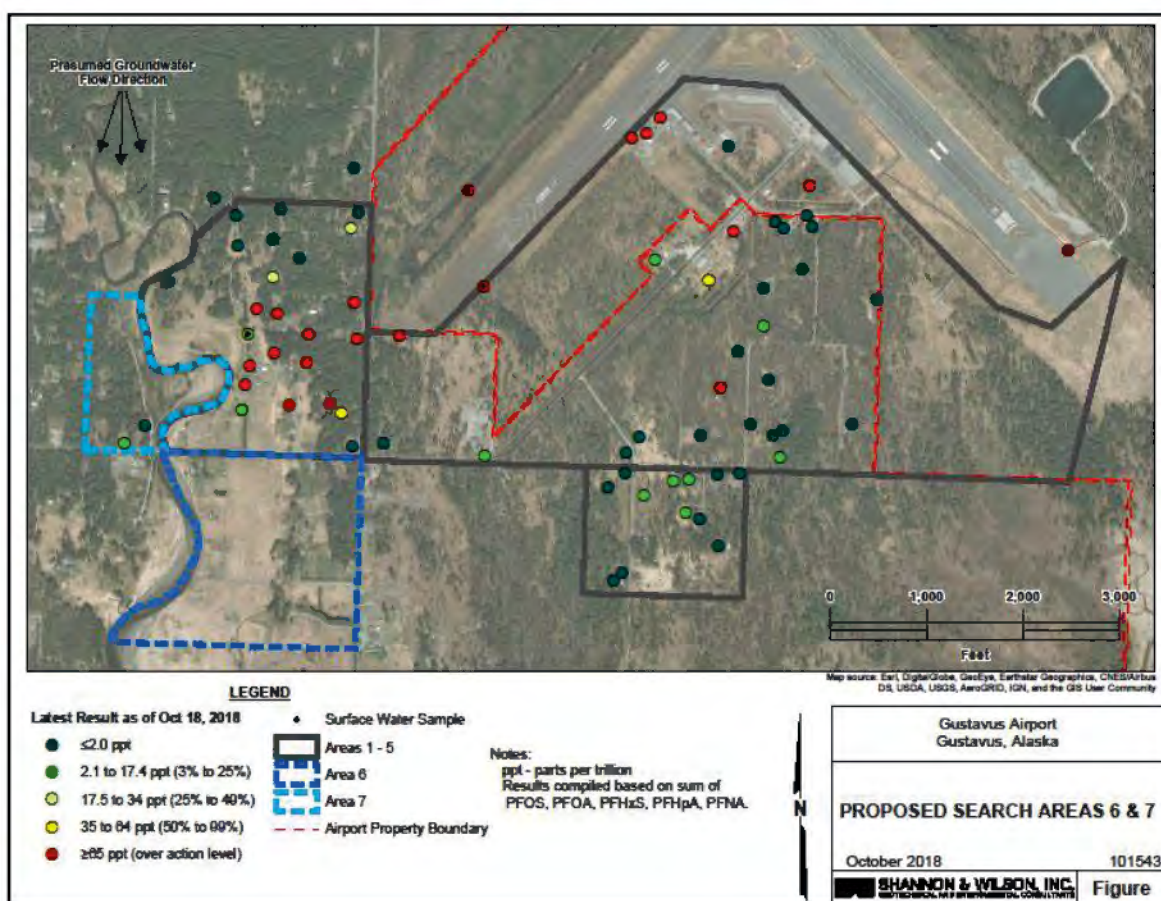 Presumed Groundwater
Flow Direction
0 1,000 2,000 3,000
Feet
Map source: Esri, DigitalGlobe, GeoEye, Earthstar Geographics, CNES/Airbus
DS, USDA, USGS, AeroGRID, IGN, and the GIS User Community
LEGEND
Latest Result as of Oct 18, 2018
≤2.0 ppt
2.1 to 17.4 ppt (3% to 25%)
17.5 to 34 ppt (25% to 49%)
35 to 64 ppt (50% to 99%)
≥65 ppt (over action level)
Surface Water Sample
Areas 1 - 5
Area 6
Area 7
Airport Property Boundary
Notes:
ppt - parts per trillion
Results compiled based on sum of
PFOS, PFOA, PFHxS, PFHpA, PFNA.
N
Gustavus Airport
Gustavus, Alaska
PROPOSED SEARCH AREAS 6 & 7
October 2018 101543
SHANNON & WILSON, INC.
GEOTECHNICAL AND ENVIRONMENTAL CONSULTANTS
Figure